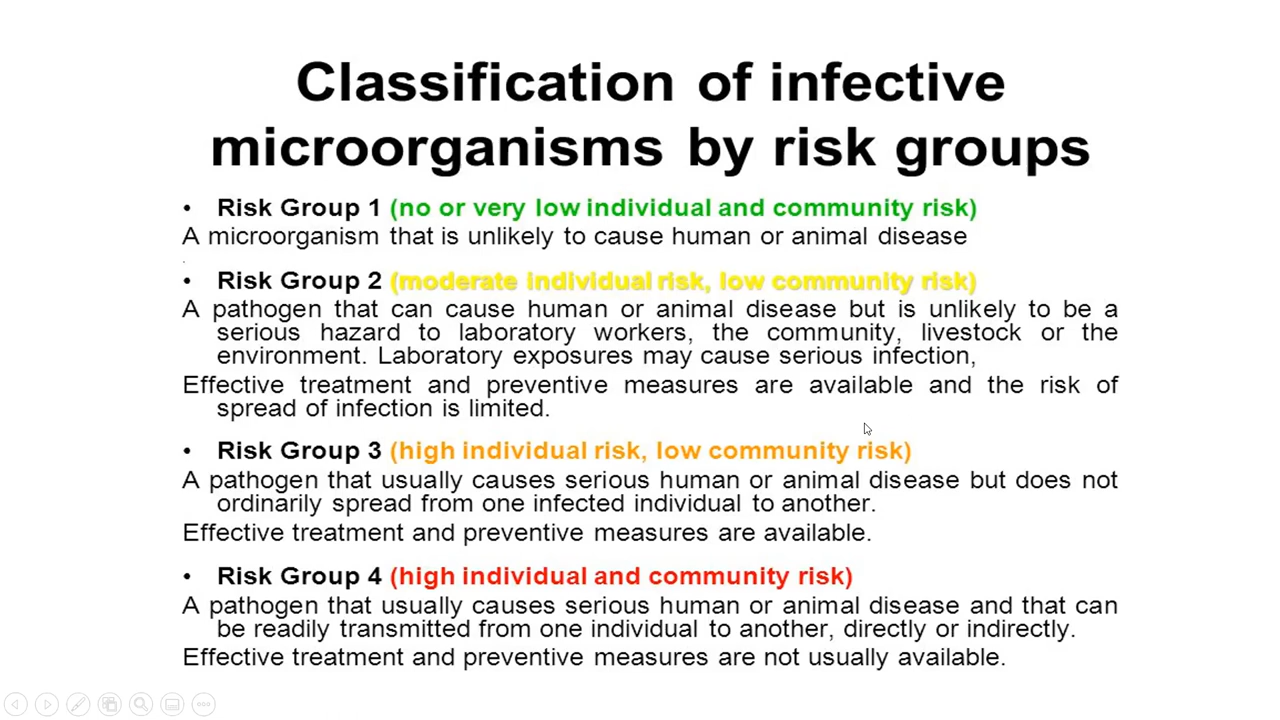 Classification of infective
microorganisms by risk groups
• Risk Group 1 (no or very low individual and community risk)
A microorganism that is unlikely to cause human or animal disease
.
• Risk Group 2 (moderate individual risk, low community risk)
A pathogen that can cause human or animal disease but is unlikely to be a
serious hazard to laboratory workers, the community, livestock or the
environment. Laboratory exposures may cause serious infection,
Effective treatment and preventive measures are available and the risk of
spread of infection is limited.
• Risk Group 3 (high individual risk, low community risk)
A pathogen that usually causes serious human or animal disease but does not
ordinarily spread from one infected individual to another.
Effective treatment and preventive measures are available.
• Risk Group 4 (high individual and community risk)
A pathogen that usually causes serious human or animal disease and that can
be readily transmitted from one individual to another, directly or indirectly.
Effective treatment and preventive measures are not usually available.